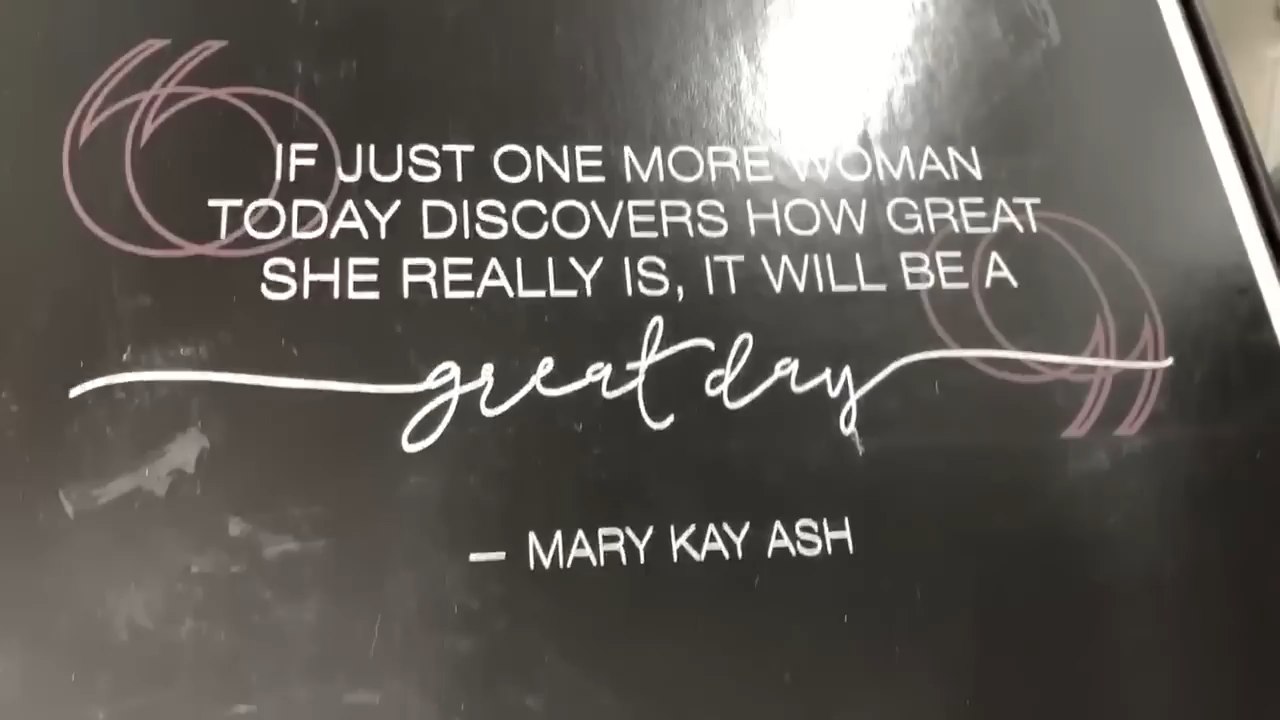 IF JUST ONE MORE WOMAN
TODAY DISCOVERS HOW GREAT
SHE REALLY IS, IT WILL BE A
great day
— MARY KAY ASH